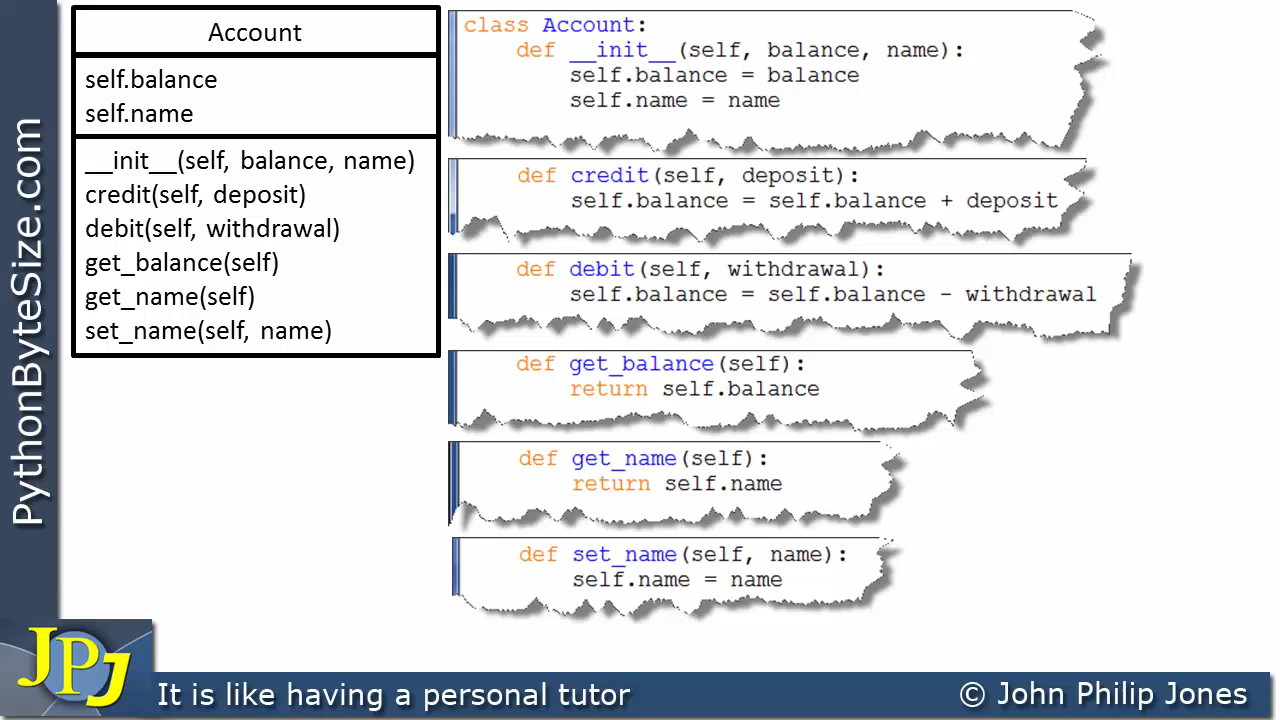 PythonByteSize.com
Account
self.balance
self.name
__init__(self, balance, name)
credit(self, deposit)
debit(self, withdrawal)
get_balance(self)
get_name(self)
set_name(self, name)
class Account:
    def __init__(self, balance, name):
        self.balance = balance
        self.name = name
    def credit(self, deposit):
        self.balance = self.balance + deposit
    def debit(self, withdrawal):
        self.balance = self.balance - withdrawal
    def get_balance(self):
        return self.balance
    def get_name(self):
        return self.name
    def set_name(self, name):
        self.name = name
JPJ
It is like having a personal tutor
© John Philip Jones